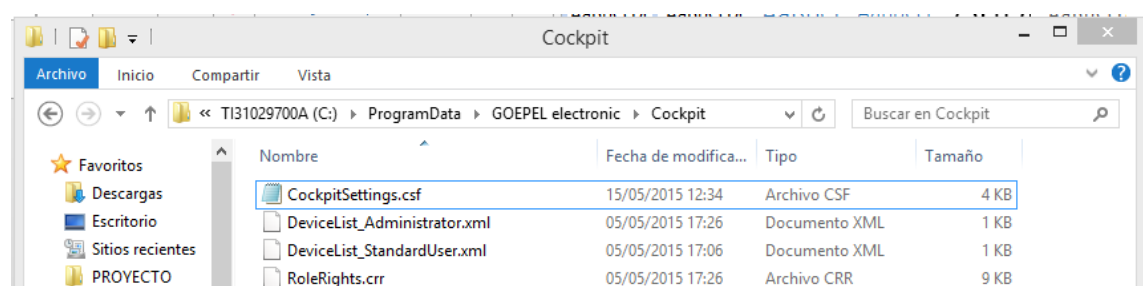 Cockpit
Archivo Inicio Compartir Vista
« TI31029700A (C:) ▸ ProgramData ▸ GOEPEL electronic ▸ Cockpit Buscar en Cockpit
Favoritos Nombre Fecha de modifica... Tipo Tamaño
Descargas CockpitSettings.csf 15/05/2015 12:34 Archivo CSF 4 KB
Escritorio DeviceList_Administrator.xml 05/05/2015 17:26 Documento XML 1 KB
Sitios recientes DeviceList_StandardUser.xml 05/05/2015 17:06 Documento XML 1 KB
PROYECTO RoleRights.crr 05/05/2015 17:26 Archivo CRR 9 KB